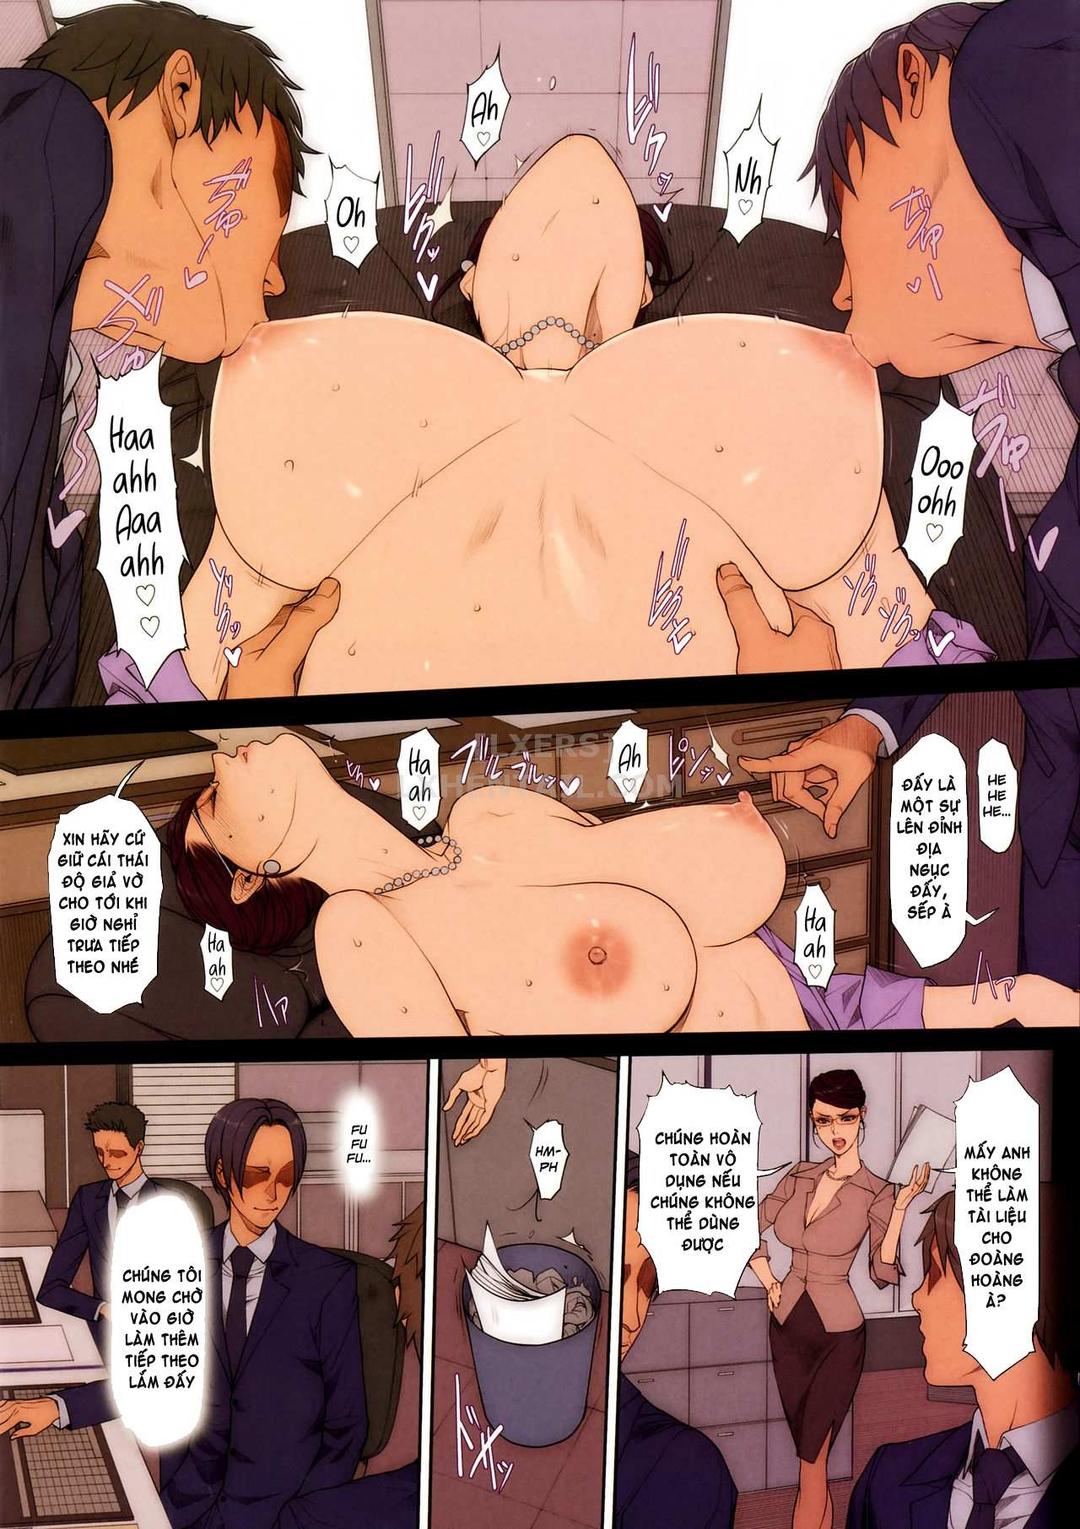 Ah
♡
Oh
♡
Nh
♡
Haa
ahh
Aaa
ahh
♡
♡
Ooo
ohh
♡
HE
HE
HE...
ĐẤY LÀ
MỘT SỰ
LÊN ĐỈNH
ĐỊA
NGỤC
ĐẤY,
SẾP À
Ha
ah
♡
Ah
♡
XIN HÃY CỨ
GIỮ CÁI THÁI
ĐỘ GIẢ VỜ
CHO TỚI KHI
GIỜ NGHỈ
TRƯA TIẾP
THEO NHÉ
Ha
ah
♡
Ha
ah
♡
MẤY ANH
KHÔNG
THỂ LÀM
TÀI LIỆU
CHO
ĐOÀNG
HOÀNG
À?
CHÚNG HOÀN
TOÀN VÔ
DỤNG NẾU
CHÚNG KHÔNG
THỂ DÙNG
ĐƯỢC
HM-
PH
FU
FU
FU...
CHÚNG TÔI
MONG CHỜ
VÀO GIỜ
LÀM THÊM
TIẾP THEO
LẮM ĐẤY